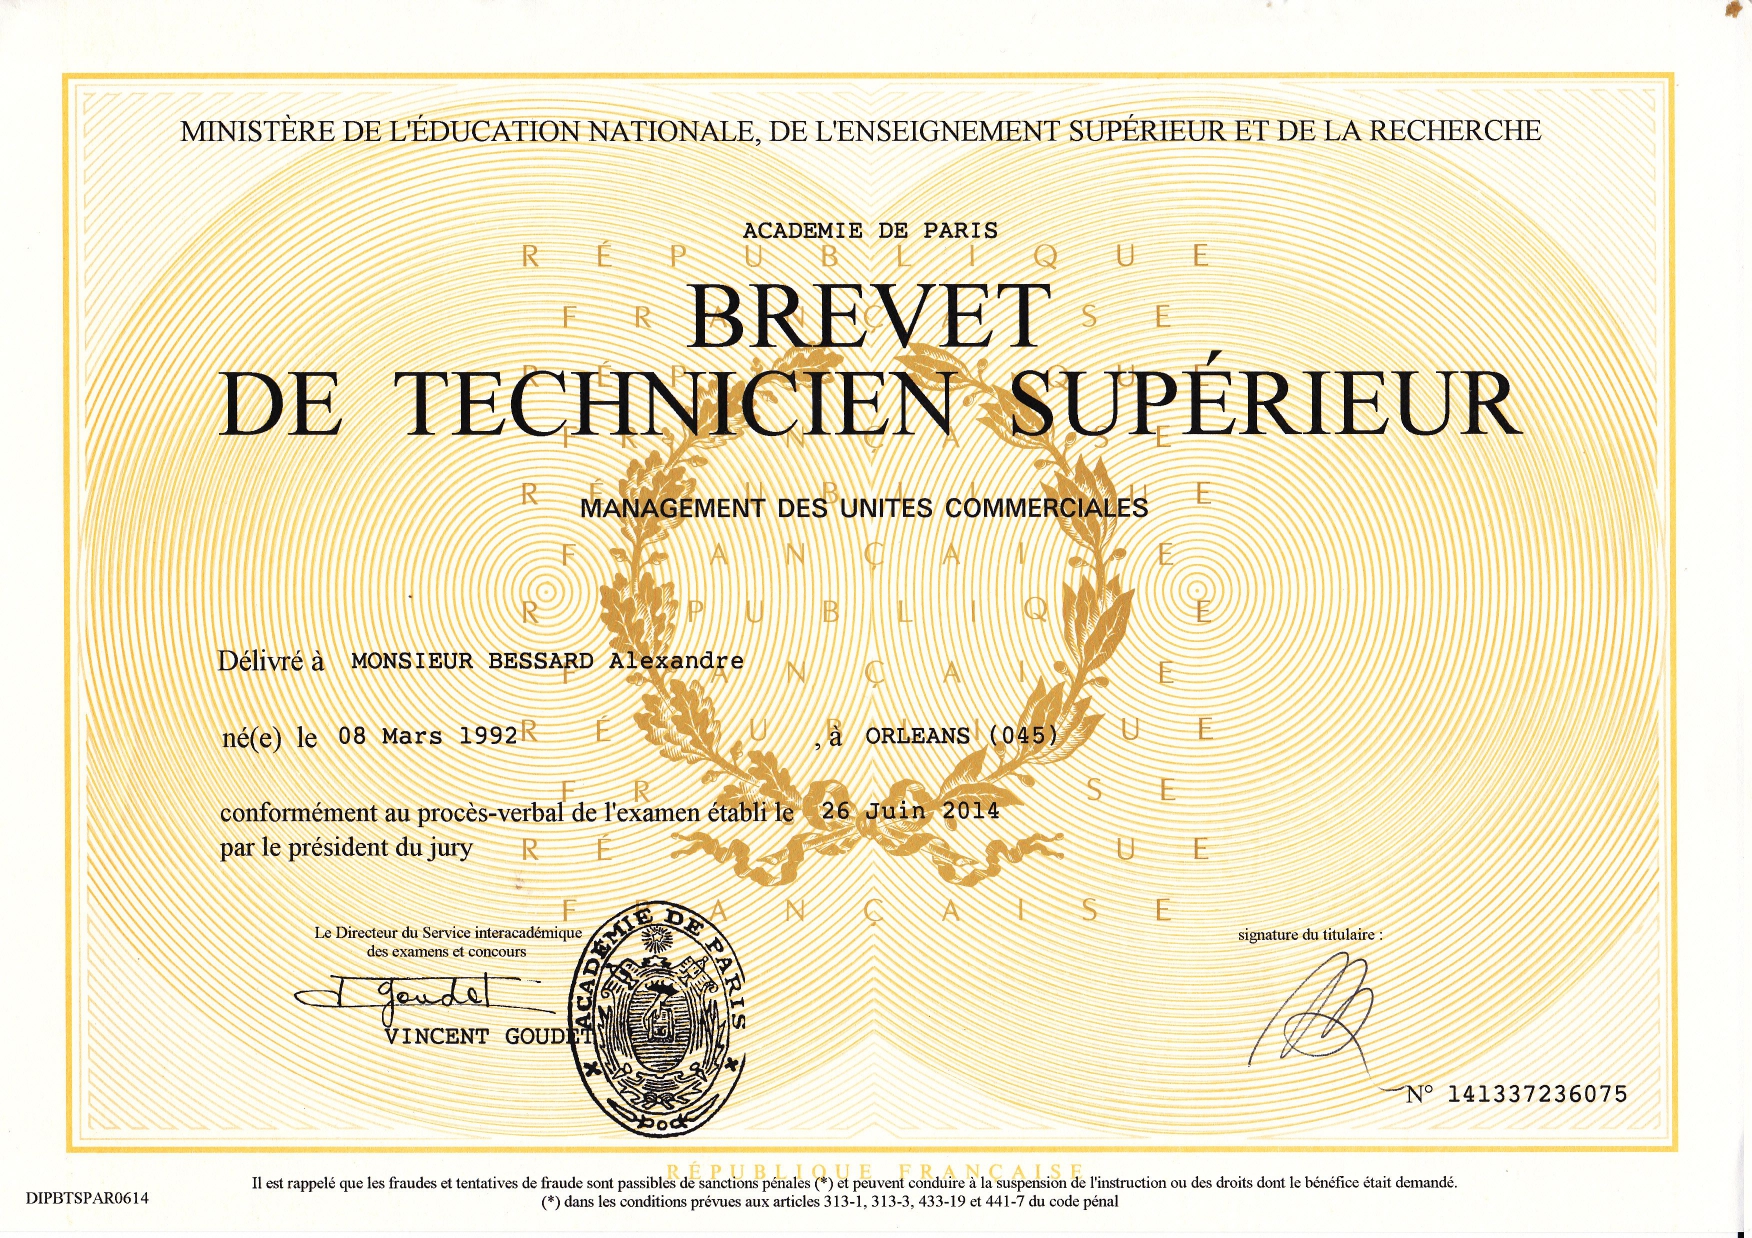 MINISTÈRE DE L'ÉDUCATION NATIONALE, DE L'ENSEIGNEMENT SUPÉRIEUR ET DE LA RECHERCHE
ACADEMIE DE PARIS
RÉPUBLIQUE
FRANÇAISE
BREVET
DE TECHNICIEN SUPÉRIEUR
MANAGEMENT DES UNITES COMMERCIALES
Délivré à MONSIEUR BESSARD Alexandre
né(e) le 08 Mars 1992 , à ORLEANS (045)
conformément au procès-verbal de l'examen établi le 26 Juin 2014
par le président du jury
Le Directeur du Service interacadémique
des examens et concours
Goudet
VINCENT GOUDET
ACADEMIE DE PARIS
signature du titulaire :
N° 141337236075
RÉPUBLIQUE FRANÇAISE
Il est rappelé que les fraudes et tentatives de fraude sont passibles de sanctions pénales (*) et peuvent conduire à la suspension de l'instruction ou des droits dont le bénéfice était demandé.
(*) dans les conditions prévues aux articles 313-1, 313-3, 433-19 et 441-7 du code pénal
DIPBTSPAR0614